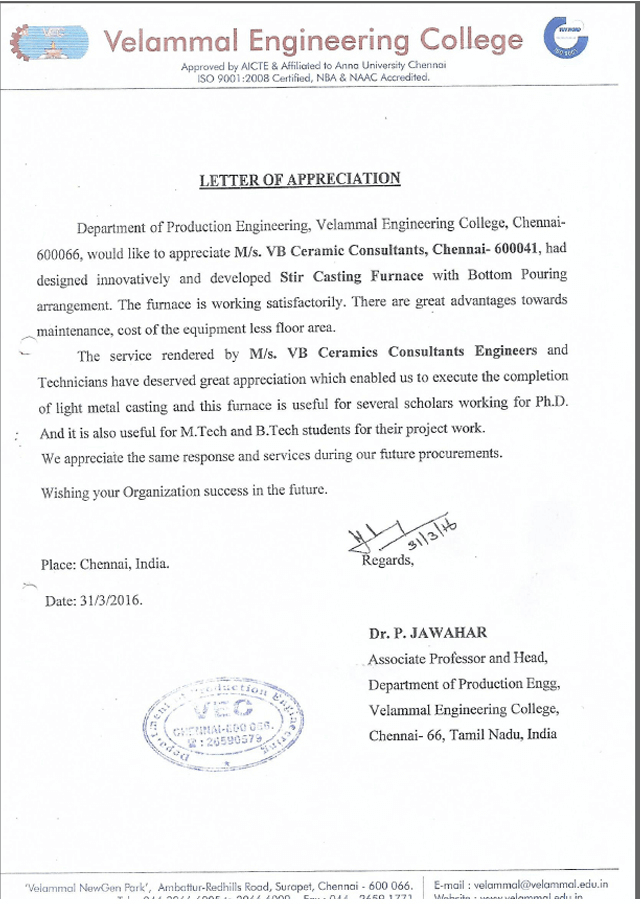 VEC
Velammal Engineering College
Approved by AICTE & Affiliated to Anna University Chennai
ISO 9001:2008 Certified, NBA & NAAC Accredited.
LETTER OF APPRECIATION
Department of Production Engineering, Velammal Engineering College, Chennai-
600066, would like to appreciate M/s. VB Ceramic Consultants, Chennai- 600041, had
designed innovatively and developed Stir Casting Furnace with Bottom Pouring
arrangement. The furnace is working satisfactorily. There are great advantages towards
maintenance, cost of the equipment less floor area.
The service rendered by M/s. VB Ceramics Consultants Engineers and
Technicians have deserved great appreciation which enabled us to execute the completion
of light metal casting and this furnace is useful for several scholars working for Ph.D.
And it is also useful for M.Tech and B.Tech students for their project work.
We appreciate the same response and services during our future procurements.
Wishing your Organization success in the future.
31/3/16
Regards,
Place: Chennai, India.
Date: 31/3/2016.
Dr. P. JAWAHAR
Associate Professor and Head,
Department of Production Engg,
Velammal Engineering College,
Chennai- 66, Tamil Nadu, India
Department of Production Engineering
VEC
CHENNAI-600 066.
☎: 26590579
'Velammal NewGen Park', Ambattur-Redhills Road, Surapet, Chennai - 600 066.
E-mail : velammal@velammal.edu.in
Website : www.velammal.edu.in